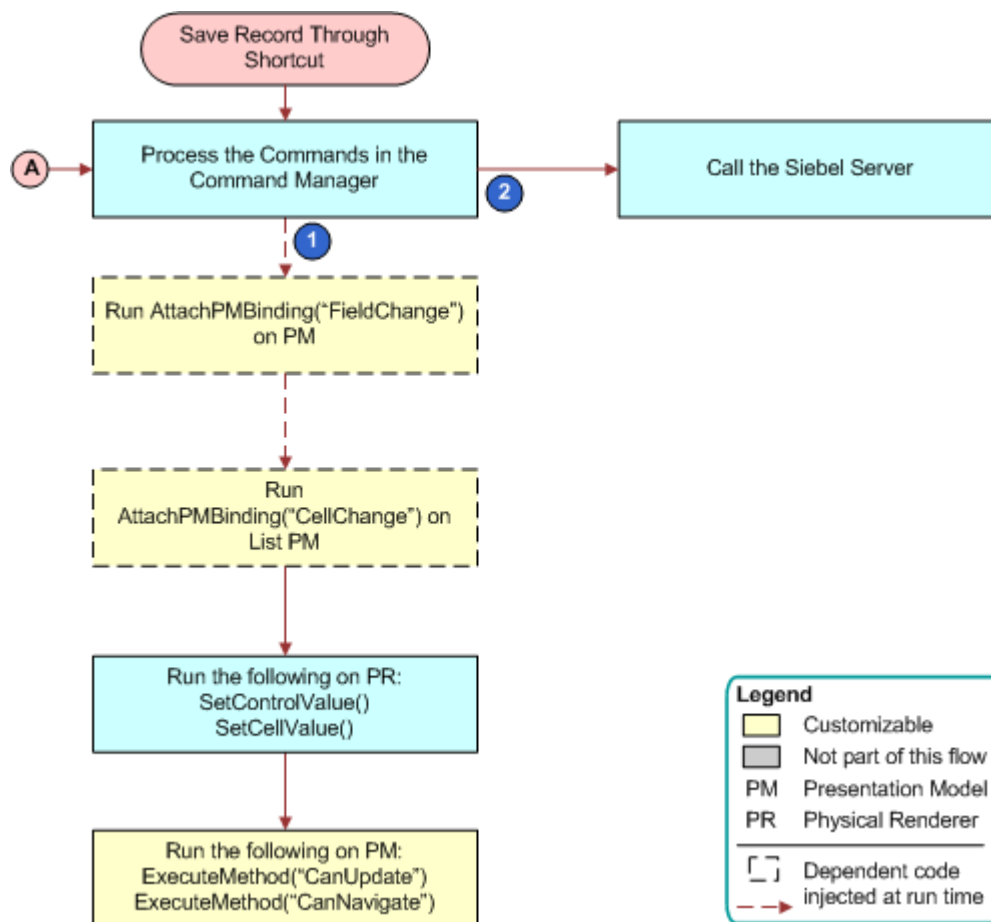 Save Record Through
Shortcut
A
Process the Commands in the
Command Manager
2
Call the Siebel Server
1
Run AttachPMBinding(“FieldChange”)
on PM
Run
AttachPMBinding(“CellChange”) on
List PM
Run the following on PR:
SetControlValue()
SetCellValue()
Run the following on PM:
ExecuteMethod(“CanUpdate”)
ExecuteMethod(“CanNavigate”)
Legend
Customizable
Not part of this flow
PM Presentation Model
PR Physical Renderer
Dependent code
injected at run time